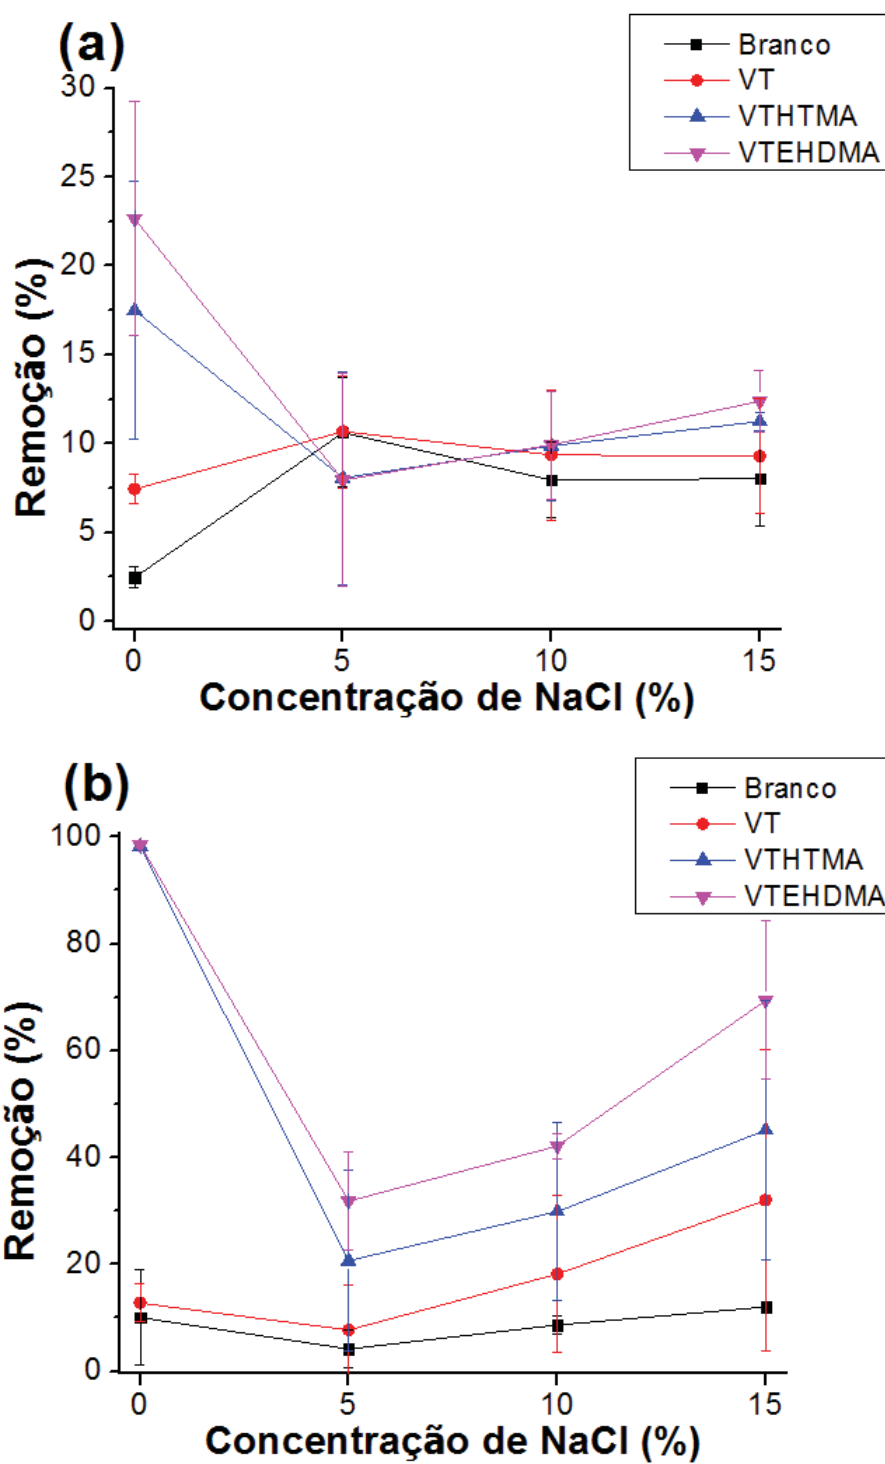 (a)
Branco
VT
VTHTMA
VTEHDMA
30
25
20
15
10
5
0
Remoção (%)
0 5 10 15
Concentração de NaCl (%)
(b)
Branco
VT
VTHTMA
VTEHDMA
100
80
60
40
20
0
Remoção (%)
0 5 10 15
Concentração de NaCl (%)